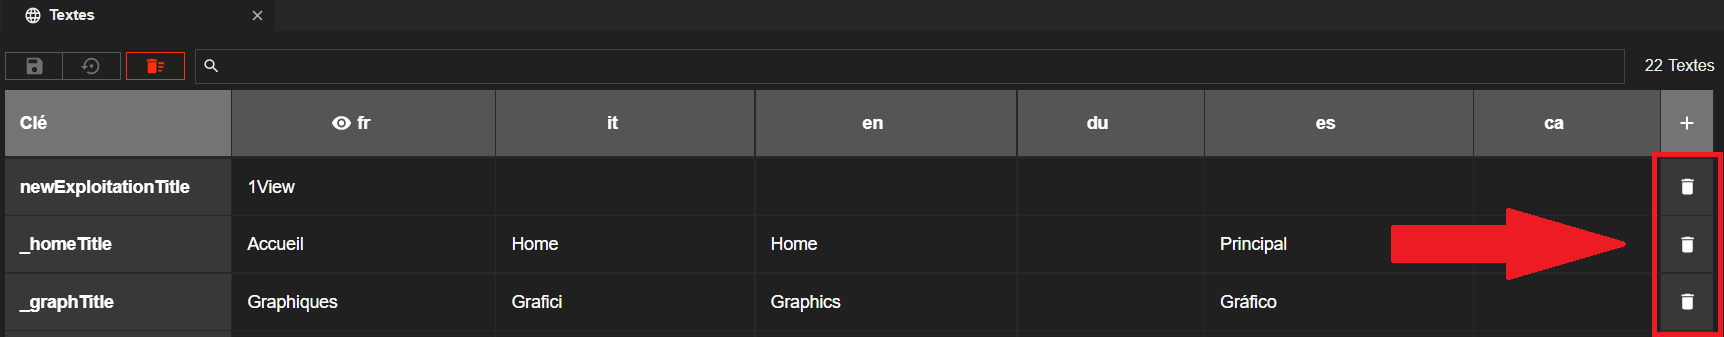 Textes
22 Textes
Clé fr it en du es ca
newExploitationTitle 1View
_homeTitle Accueil Home Home Principal
_graphTitle Graphiques Grafici Graphics Gráfico